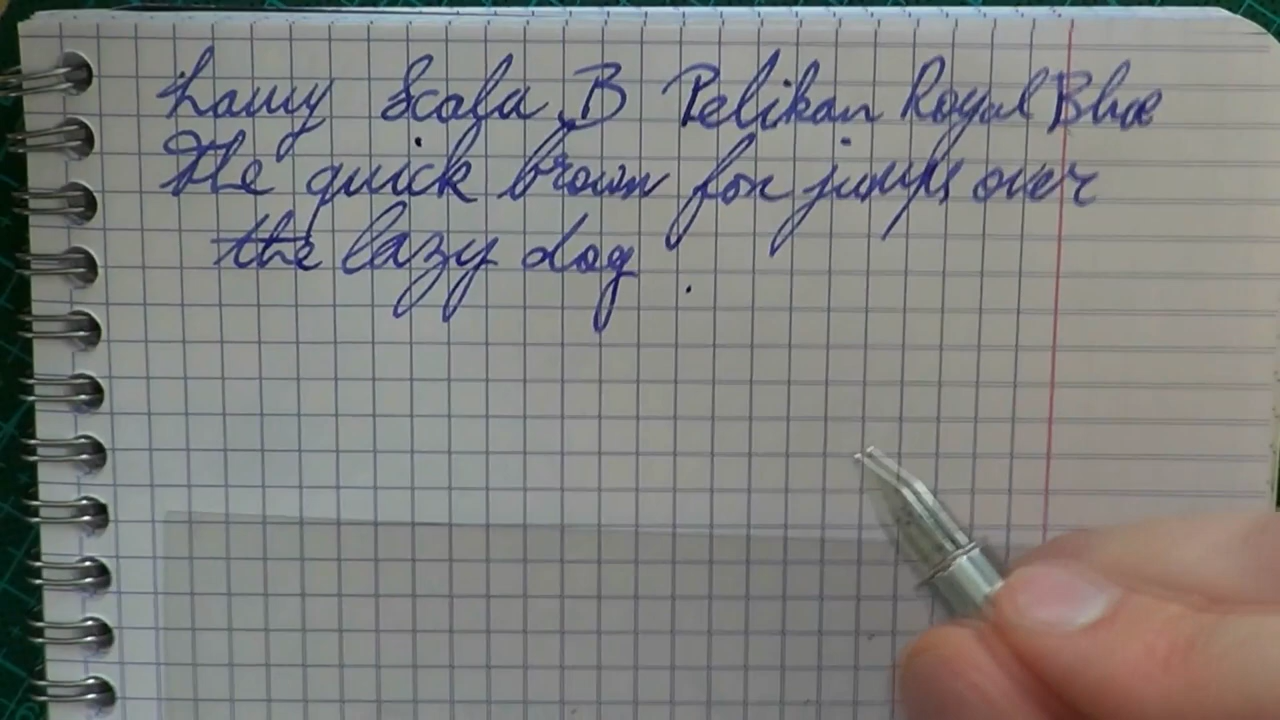 Lamy Scala B Pelikan Royal Blue
The quick brown fox jumps over
the lazy dog .